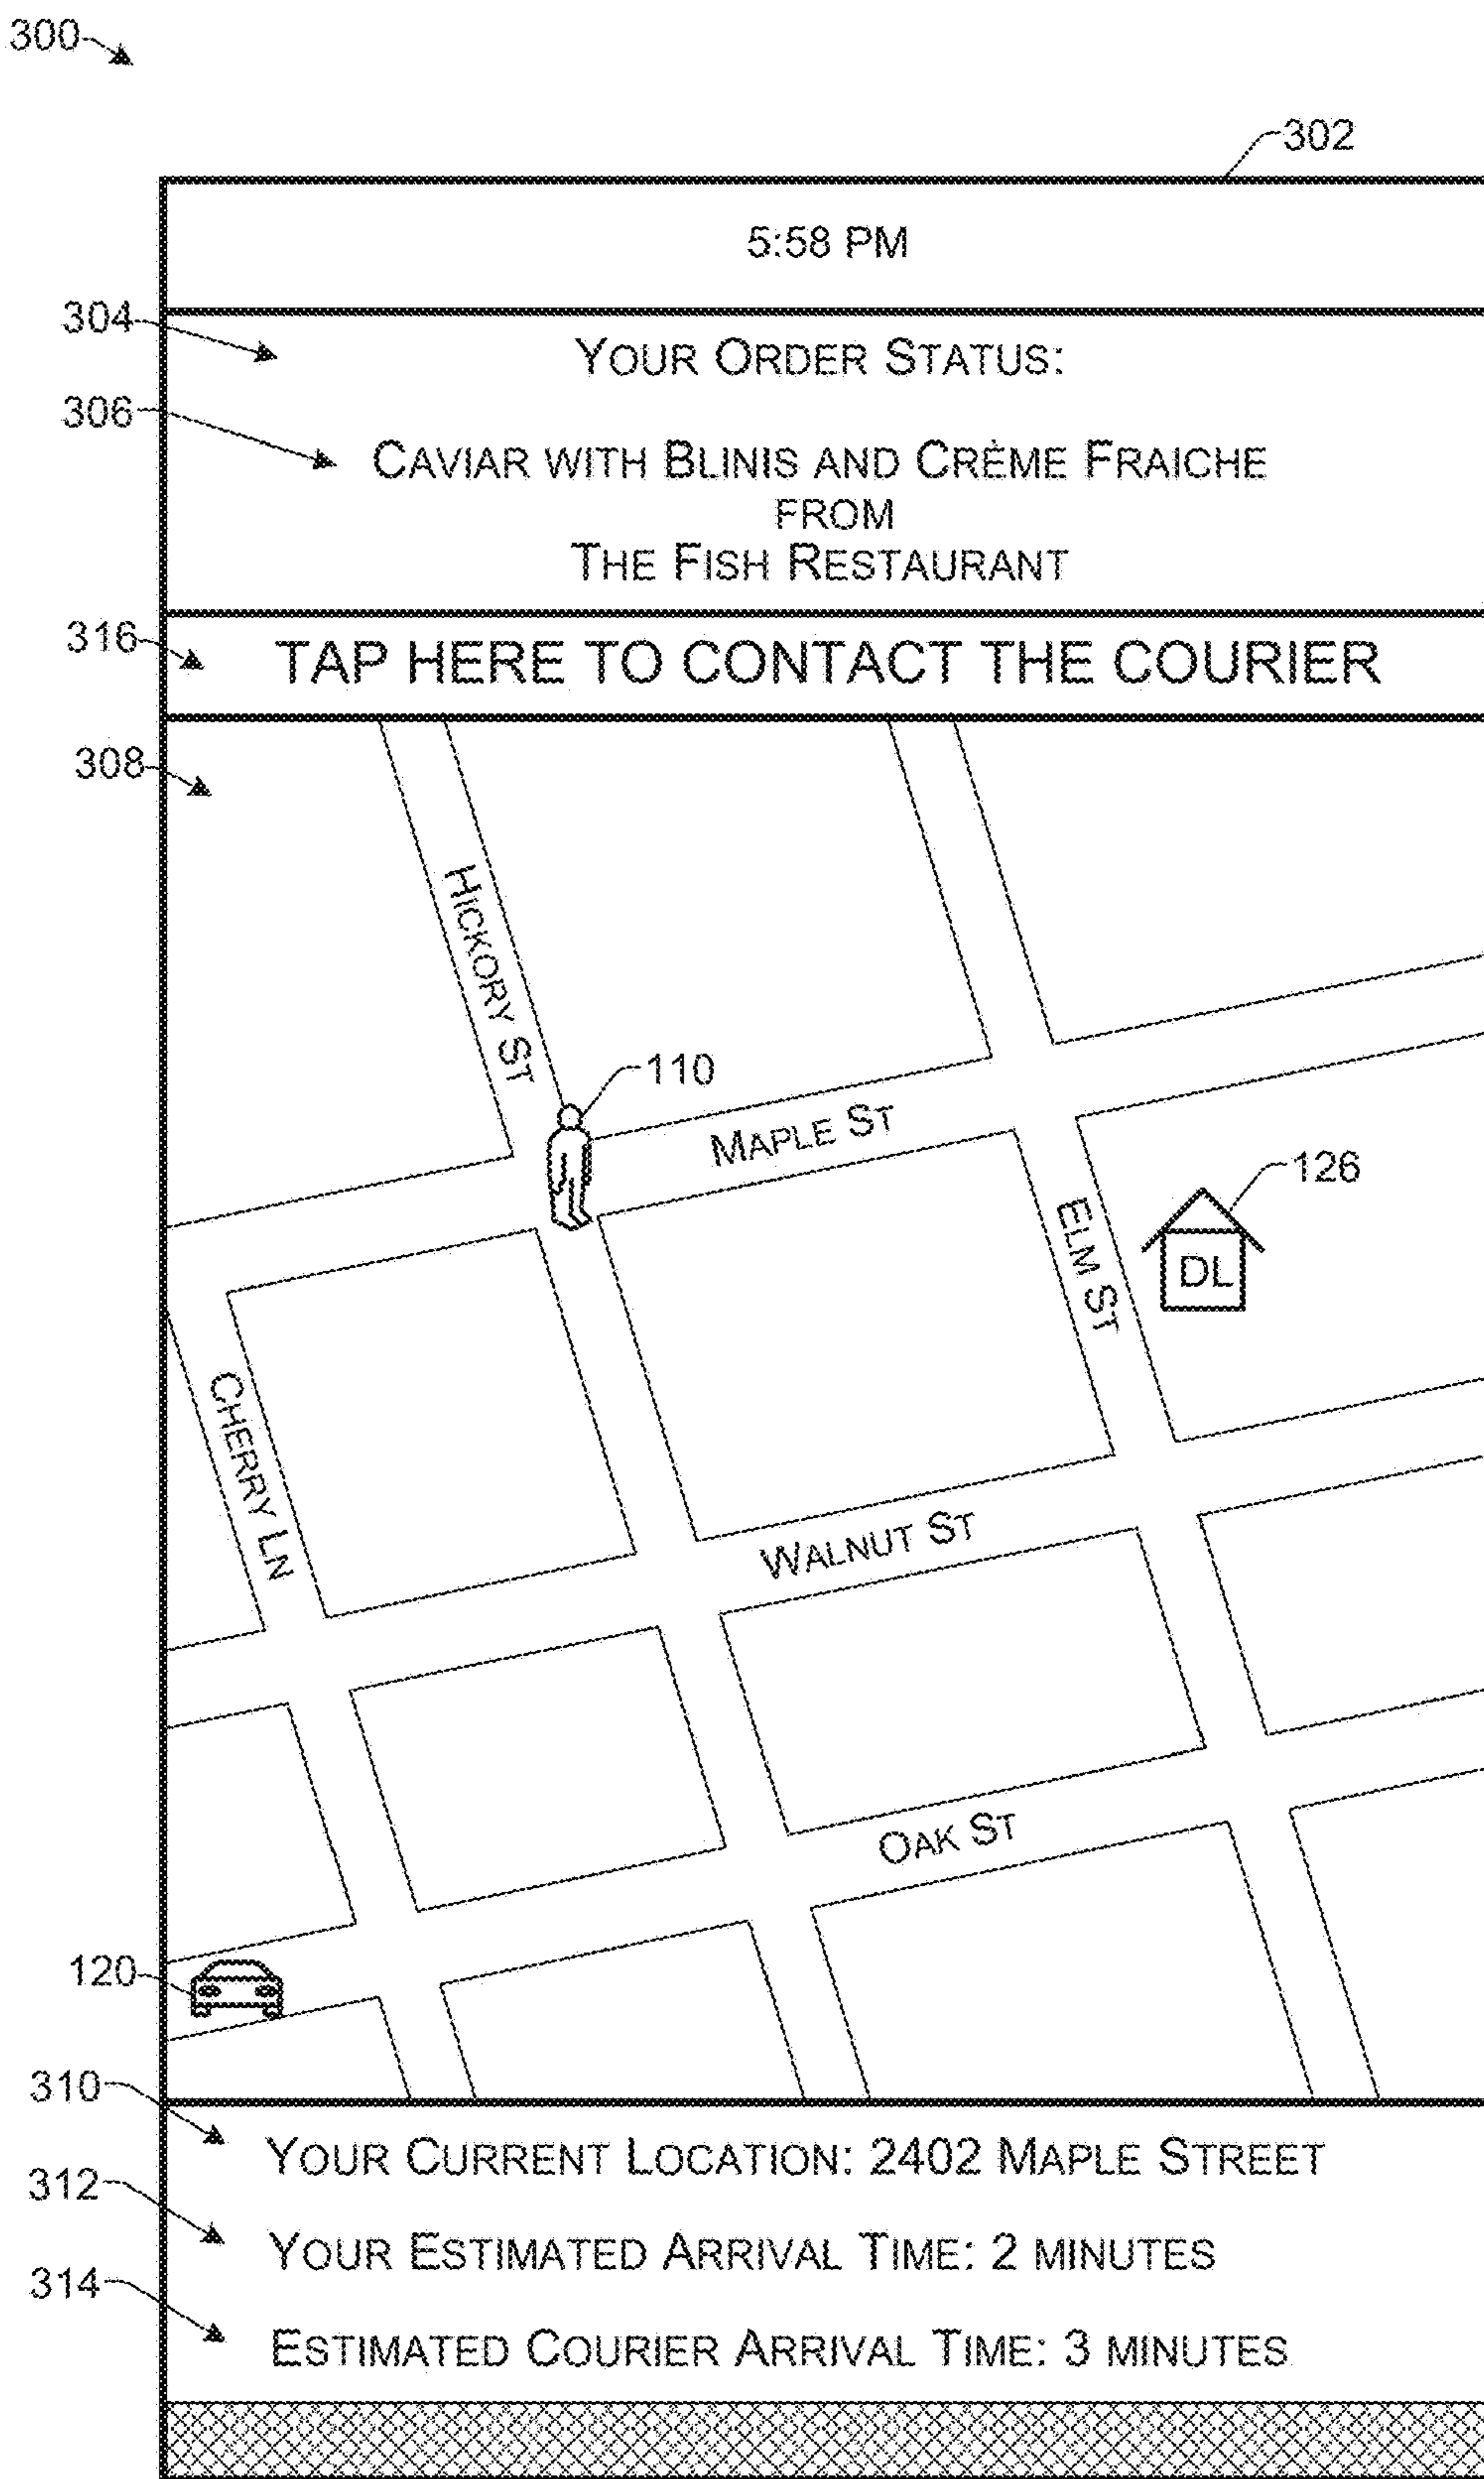 300
302
5:58 PM
304
YOUR ORDER STATUS:
306
CAVIAR WITH BLINIS AND CRÈME FRAICHE
FROM
THE FISH RESTAURANT
316
TAP HERE TO CONTACT THE COURIER
308
HICKORY ST
110
MAPLE ST
126
ELM ST
DL
CHERRY LN
WALNUT ST
OAK ST
120
310
YOUR CURRENT LOCATION: 2402 MAPLE STREET
312
YOUR ESTIMATED ARRIVAL TIME: 2 MINUTES
314
ESTIMATED COURIER ARRIVAL TIME: 3 MINUTES